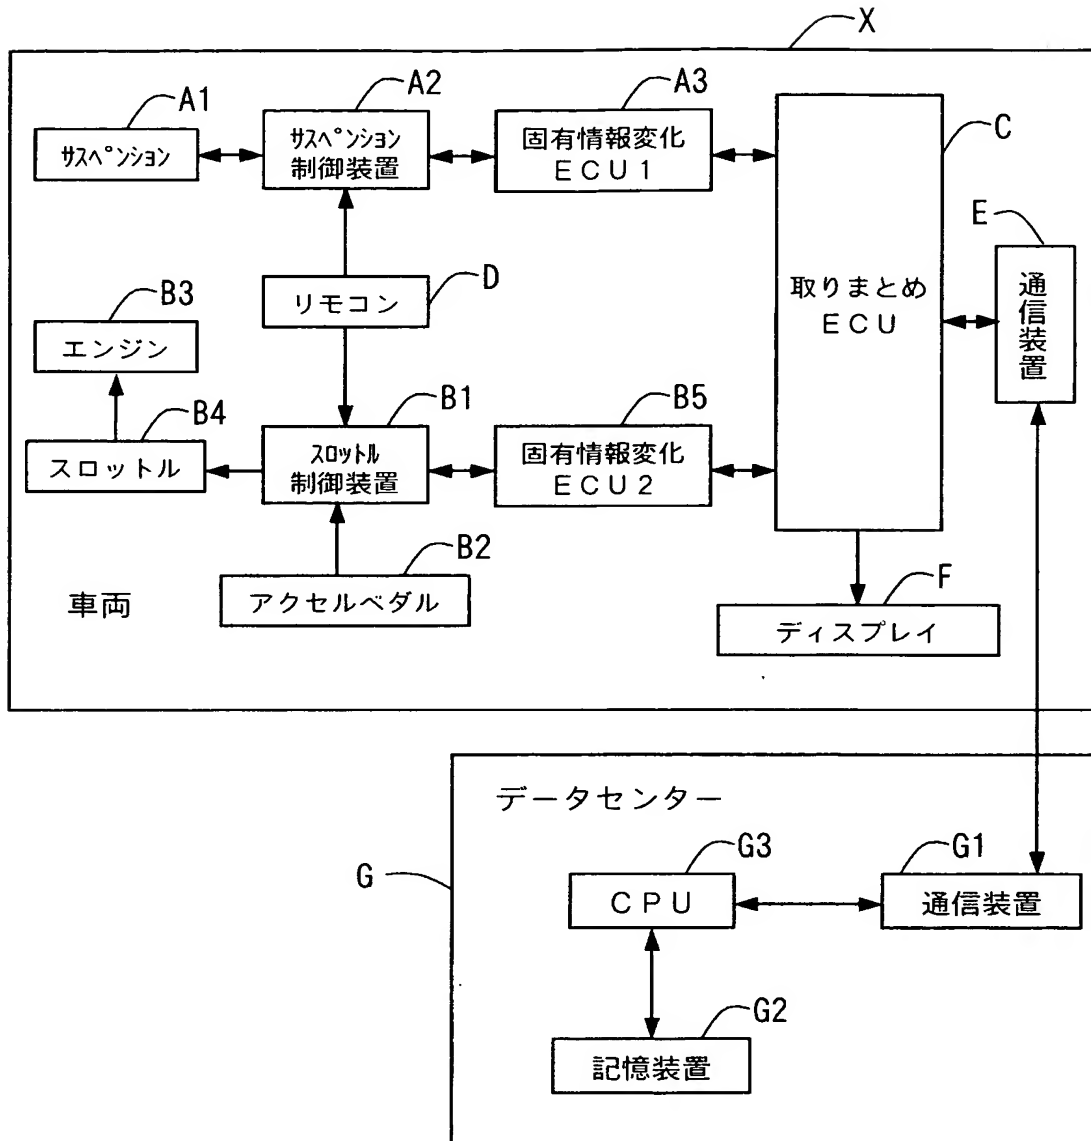 X
A1
A2
A3
C
サスペンション
サスペンション
制御装置
固有情報変化
ECU1
E
B3
リモコン
D
取りまとめ
ECU
通信装置
エンジン
B4
B1
B5
スロットル
スロットル
制御装置
固有情報変化
ECU2
B2
アクセルペダル
車両
F
ディスプレイ
データセンター
G
G3
G1
CPU
通信装置
G2
記憶装置